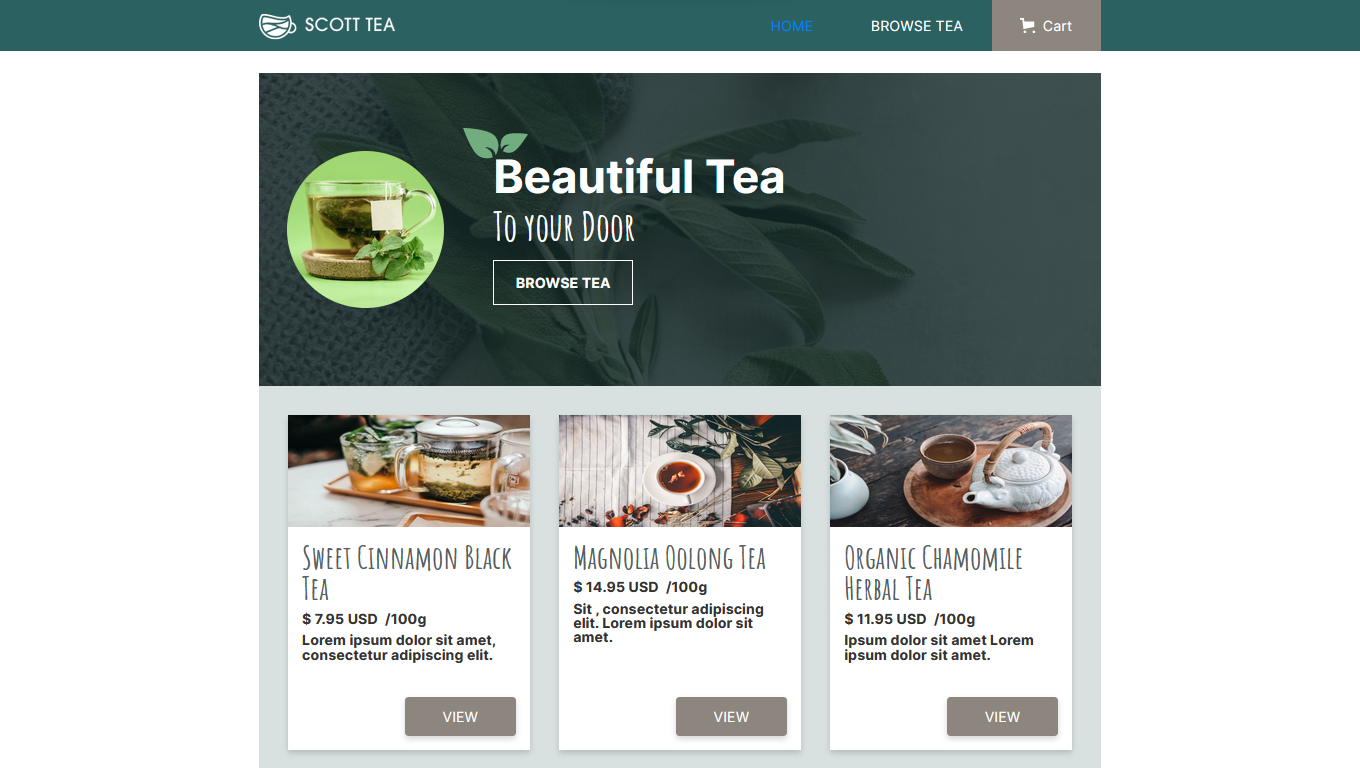 SCOTT TEA
HOME
BROWSE TEA
Cart
Beautiful Tea
To your Door
BROWSE TEA
Sweet Cinnamon Black
Tea
$ 7.95 USD /100g
Lorem ipsum dolor sit amet,
consectetur adipiscing elit.
VIEW
Magnolia Oolong Tea
$ 14.95 USD /100g
Sit , consectetur adipiscing
elit. Lorem ipsum dolor sit
amet.
VIEW
Organic Chamomile
Herbal Tea
$ 11.95 USD /100g
Ipsum dolor sit amet Lorem
ipsum dolor sit amet.
VIEW